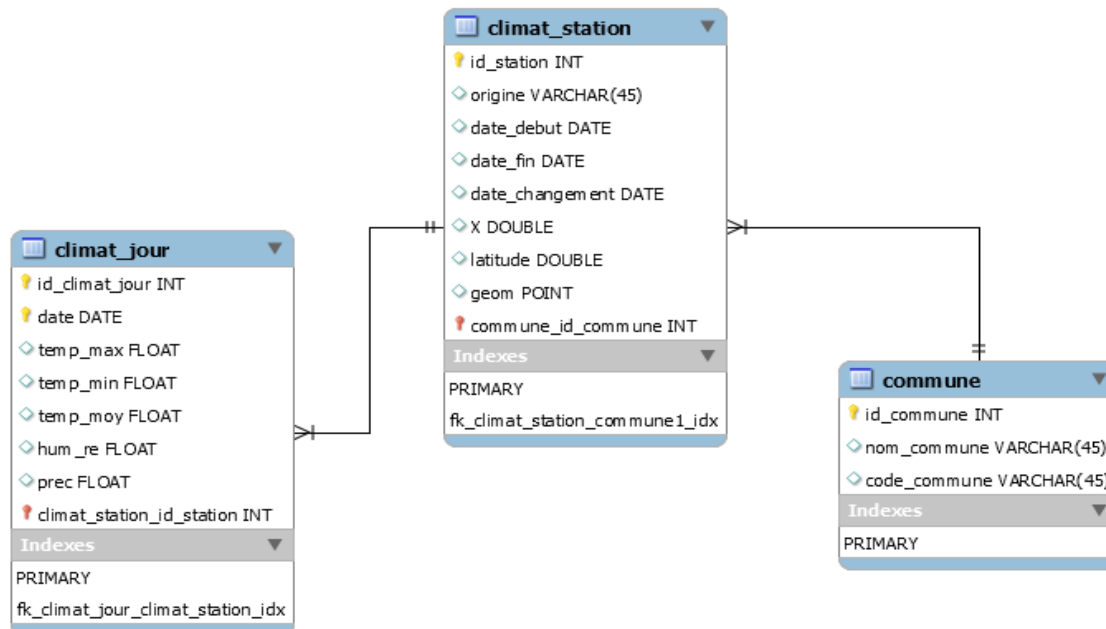 climat_station
id_station INT
origine VARCHAR(45)
date_debut DATE
date_fin DATE
date_changement DATE
X DOUBLE
latitude DOUBLE
geom POINT
commune_id_commune INT
Indexes
PRIMARY
fk_climat_station_commune1_idx
climat_jour
id_climat_jour INT
date DATE
temp_max FLOAT
temp_min FLOAT
temp_moy FLOAT
hum_re FLOAT
prec FLOAT
climat_station_id_station INT
Indexes
PRIMARY
fk_climat_jour_climat_station_idx
commune
id_commune INT
nom_commune VARCHAR(45)
code_commune VARCHAR(45)
Indexes
PRIMARY